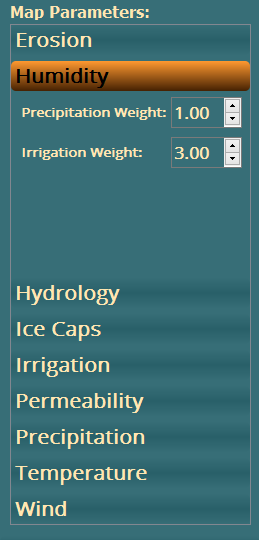 Map Parameters:
Erosion
Humidity
Precipitation Weight: 1.00
Irrigation Weight: 3.00
Hydrology
Ice Caps
Irrigation
Permeability
Precipitation
Temperature
Wind